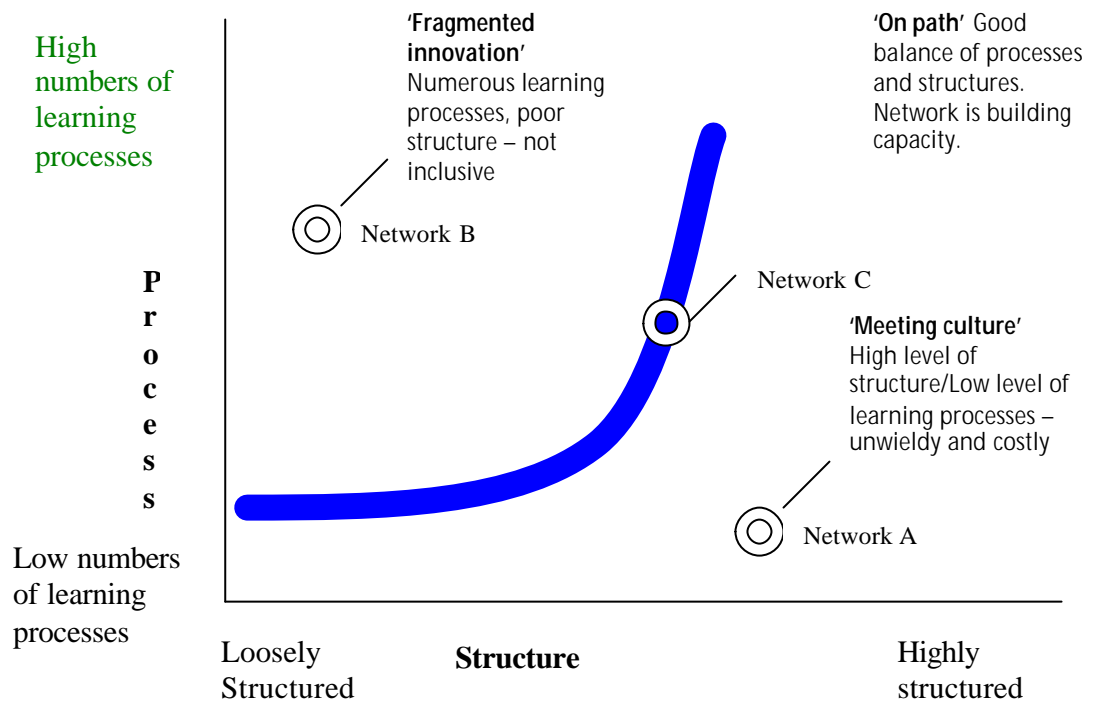 High
numbers of
learning
processes
‘Fragmented
innovation’
Numerous learning
processes, poor
structure – not
inclusive
‘On path’ Good
balance of processes
and structures.
Network is building
capacity.
Network B
Network C
‘Meeting culture’
High level of
structure/Low level of
learning processes –
unwieldy and costly
Network A
P
r
o
c
e
s
s
Low numbers
of learning
processes
Loosely
Structured
Structure
Highly
structured